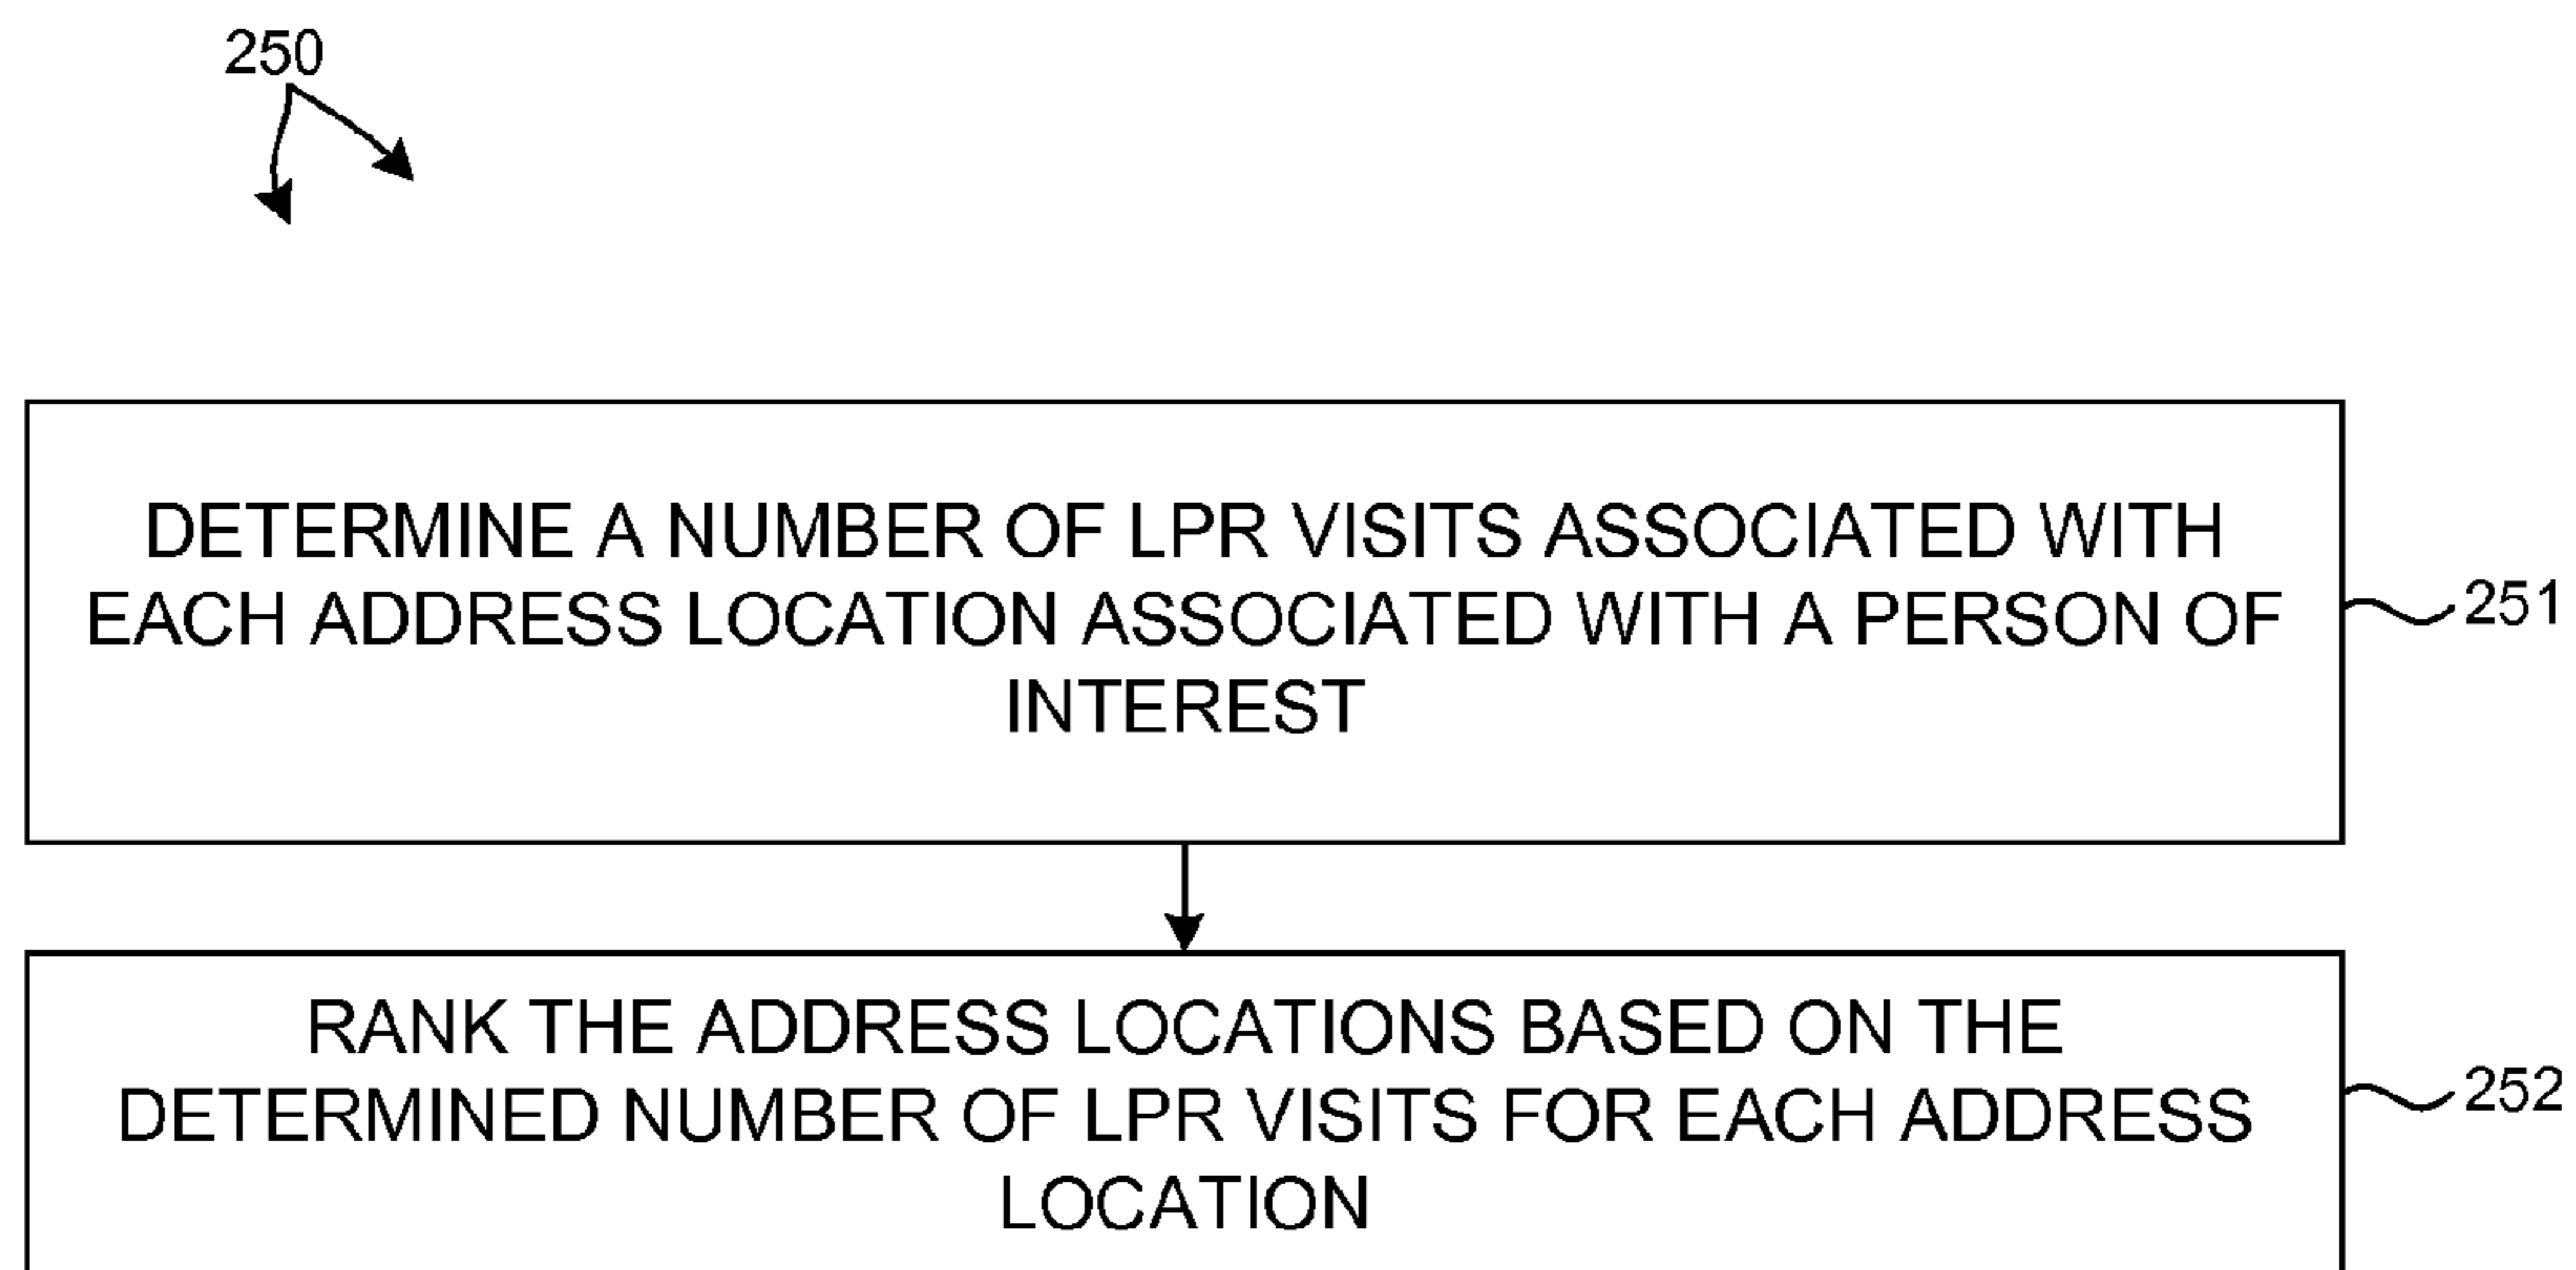 250
DETERMINE A NUMBER OF LPR VISITS ASSOCIATED WITH
EACH ADDRESS LOCATION ASSOCIATED WITH A PERSON OF
INTEREST
251
RANK THE ADDRESS LOCATIONS BASED ON THE
DETERMINED NUMBER OF LPR VISITS FOR EACH ADDRESS
LOCATION
252